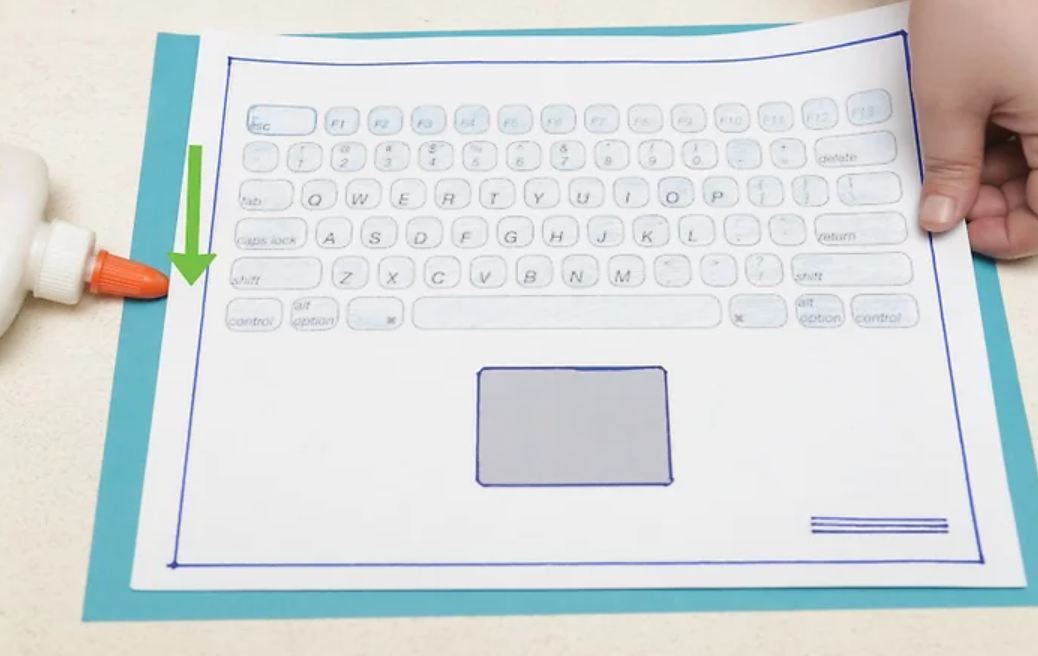 esc F1 F2 F3 F4 F5 F6 F7 F8 F9 F10 F11 F12 F13
! @ # $ % ^ & * ( ) - +
1 2 3 4 5 6 7 8 9 0 = delete
tab Q W E R T Y U I O P { } \
[ ]
caps lock A S D F G H J K L : " return
shift Z X C V B N M < > ? shift
/
control alt option ⌘ ⌘ alt option control